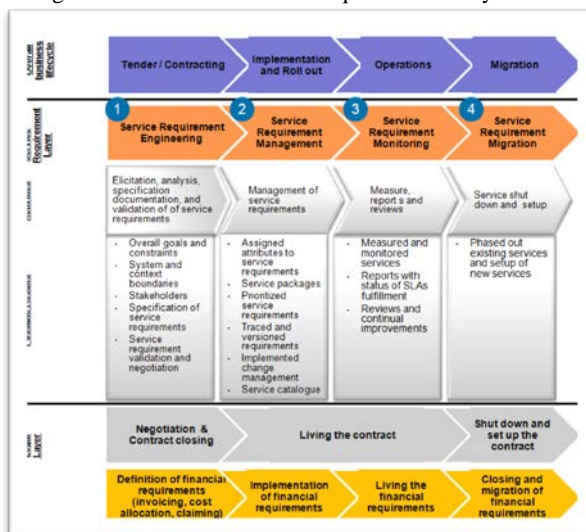 Overall
business
lifecycle
Tender / Contracting
Implementation
and Roll out
Operations
Migration
Requirement
Layer
1
Service Requirement
Engineering
2
Service
Requirement
Management
3
Service
Requirement
Monitoring
4
Service
Requirement
Migration
Elicitation, analysis,
specification
documentation, and
validation of of service
requirements
Management of
service
requirements
Measure,
report s and
reviews
Service shut
down and setup
• Overall goals and
constraints
• System and
context
boundaries
• Stakeholders
• Specification of
service
requirements
• Service
requirement
validation and
negotiation
• Assigned
attributes to
service
requirements
• Service packages
• Prioritized
service
requirements
• Traced and
versioned
requirements
• Implemented
change
management
• Service catalogue
• Measured and
monitored
services
• Reports with
status of SLAs
fulfillment
• Reviews and
continual
improvements
• Phased out
existing services
and setup of
new services
Layer
Negotiation &
Contract closing
Living the contract
Shut down and
set up the
contract
Definition of financial
requirements
(invoicing, cost
allocation, claiming)
Implementation
of financial
requirements
Living the
financial
requirements
Closing and
migration of
financial
requirements